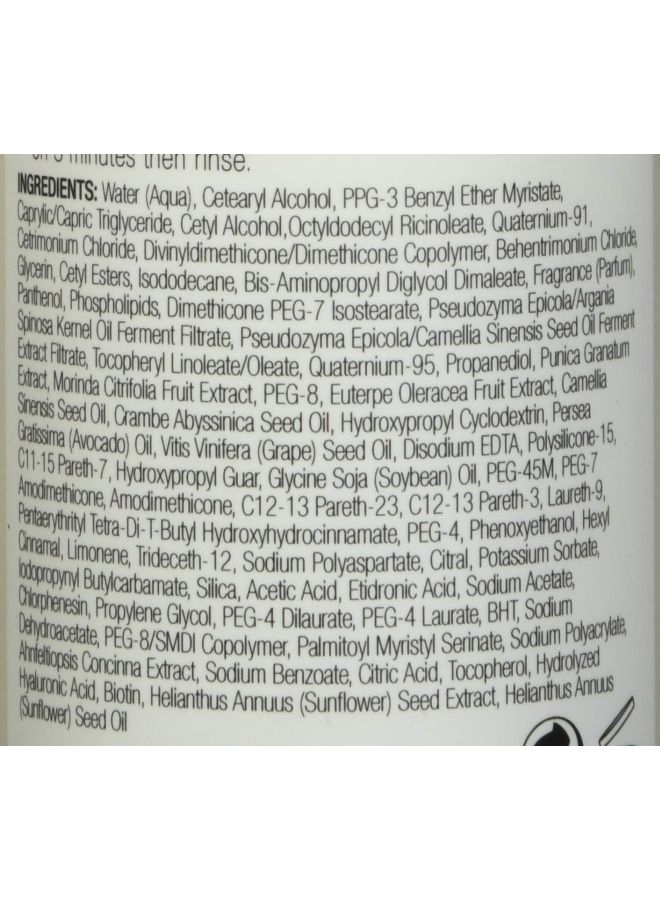 on 3 minutes then rinse.
INGREDIENTS: Water (Aqua), Cetearyl Alcohol, PPG-3 Benzyl Ether Myristate,
Caprylic/Capric Triglyceride, Cetyl Alcohol,Octyldodecyl Ricinoleate, Quaternium-91,
Cetrimonium Chloride, Divinyldimethicone/Dimethicone Copolymer, Behentrimonium Chloride,
Glycerin, Cetyl Esters, Isododecane, Bis-Aminopropyl Diglycol Dimaleate, Fragrance (Parfum),
Panthenol, Phospholipids, Dimethicone PEG-7 Isostearate, Pseudozyma Epicola/Argania
Spinosa Kernel Oil Ferment Filtrate, Pseudozyma Epicola/Camellia Sinensis Seed Oil Ferment
Extract Filtrate, Tocopheryl Linoleate/Oleate, Quaternium-95, Propanediol, Punica Granatum
Extract, Morinda Citrifolia Fruit Extract, PEG-8, Euterpe Oleracea Fruit Extract, Camellia
Sinensis Seed Oil, Crambe Abyssinica Seed Oil, Hydroxypropyl Cyclodextrin, Persea
Gratissima (Avocado) Oil, Vitis Vinifera (Grape) Seed Oil, Disodium EDTA, Polysilicone-15,
C11-15 Pareth-7, Hydroxypropyl Guar, Glycine Soja (Soybean) Oil, PEG-45M, PEG-7
Amodimethicone, Amodimethicone, C12-13 Pareth-23, C12-13 Pareth-3, Laureth-9,
Pentaerythrityl Tetra-Di-T-Butyl Hydroxyhydrocinnamate, PEG-4, Phenoxyethanol, Hexyl
Cinnamal, Limonene, Trideceth-12, Sodium Polyaspartate, Citral, Potassium Sorbate,
Iodopropynyl Butylcarbamate, Silica, Acetic Acid, Etidronic Acid, Sodium Acetate,
Chlorphenesin, Propylene Glycol, PEG-4 Dilaurate, PEG-4 Laurate, BHT, Sodium
Dehydroacetate, PEG-8/SMDI Copolymer, Palmitoyl Myristyl Serinate, Sodium Polyacrylate,
Ahnfeltiopsis Concinna Extract, Sodium Benzoate, Citric Acid, Tocopherol, Hydrolyzed
Hyaluronic Acid, Biotin, Helianthus Annuus (Sunflower) Seed Extract, Helianthus Annuus
(Sunflower) Seed Oil